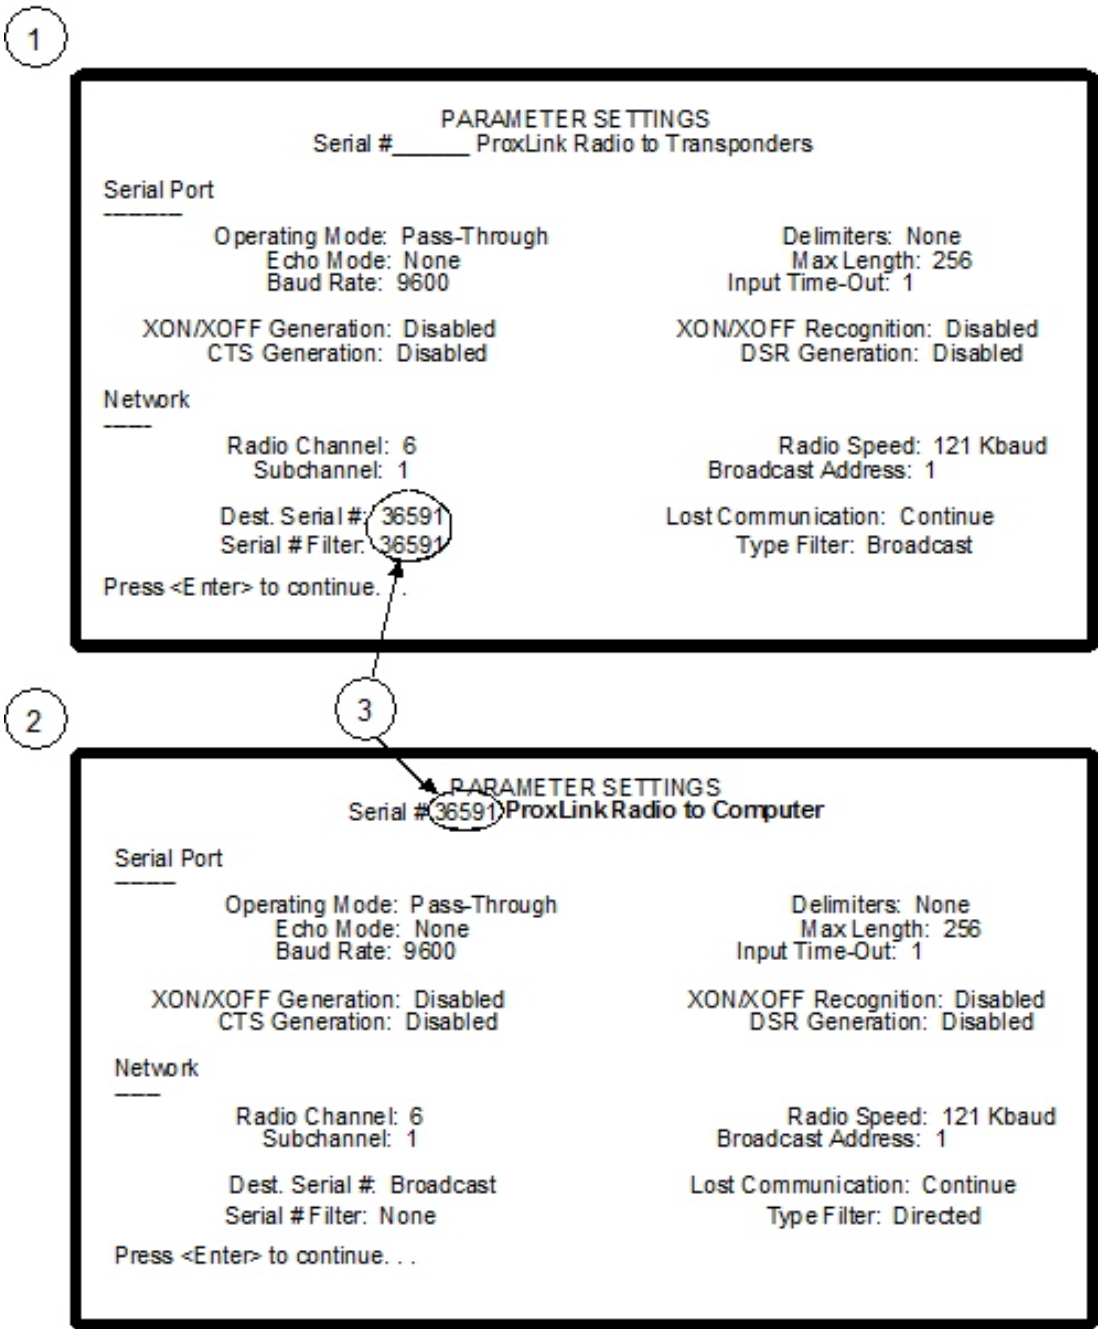 1
PARAMETER SETTINGS
Serial #______ ProxLink Radio to Transponders
Serial Port
----------
Operating Mode: Pass-Through Delimiters: None
Echo Mode: None Max Length: 256
Baud Rate: 9600 Input Time-Out: 1
XON/XOFF Generation: Disabled XON/XOFF Recognition: Disabled
CTS Generation: Disabled DSR Generation: Disabled
Network
------
Radio Channel: 6 Radio Speed: 121 Kbaud
Subchannel: 1 Broadcast Address: 1
Dest. Serial #: 36591 Lost Communication: Continue
Serial # Filter: 36591 Type Filter: Broadcast
Press <Enter> to continue. . .
3
2
PARAMETER SETTINGS
Serial # 36591 ProxLink Radio to Computer
Serial Port
--------
Operating Mode: Pass-Through Delimiters: None
Echo Mode: None Max Length: 256
Baud Rate: 9600 Input Time-Out: 1
XON/XOFF Generation: Disabled XON/XOFF Recognition: Disabled
CTS Generation: Disabled DSR Generation: Disabled
Network
------
Radio Channel: 6 Radio Speed: 121 Kbaud
Subchannel: 1 Broadcast Address: 1
Dest. Serial #: Broadcast Lost Communication: Continue
Serial # Filter: None Type Filter: Directed
Press <Enter> to continue. . .